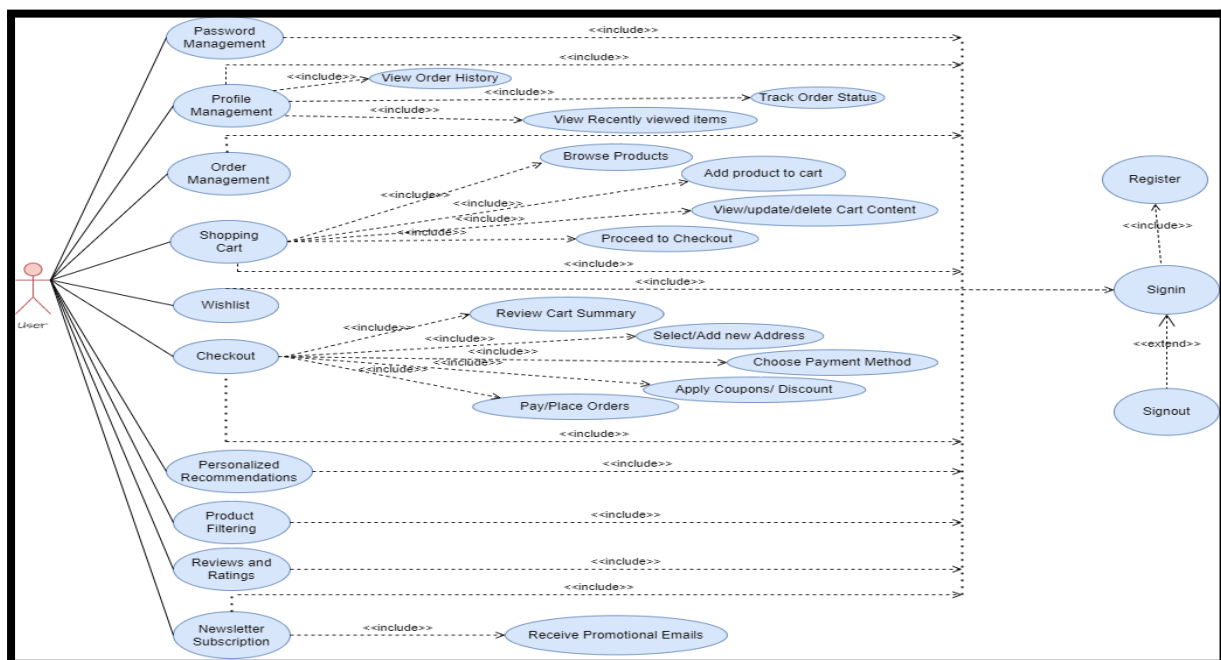 Password
Management
<<include>>
<<include>>
<<include>>
View Order History
Profile
Management
<<include>>
Track Order Status
<<include>>
View Recently viewed items
<<include>>
Order
Management
Browse Products
<<include>>
Add product to cart
<<include>>
<<include>>
View/update/delete Cart Content
Shopping
Cart
<<include>>
Proceed to Checkout
<<include>>
Register
<<include>>
User
Wishlist
<<include>>
Signin
Review Cart Summary
<<include>>
Checkout
<<include>>
Select/Add new Address
<<include>>
Choose Payment Method
<<include>>
Apply Coupons/ Discount
<<include>>
Pay/Place Orders
<<extend>>
Signout
<<include>>
Personalized
Recommendations
<<include>>
Product
Filtering
<<include>>
Reviews and
Ratings
<<include>>
<<include>>
Newsletter
Subscription
<<include>>
Receive Promotional Emails